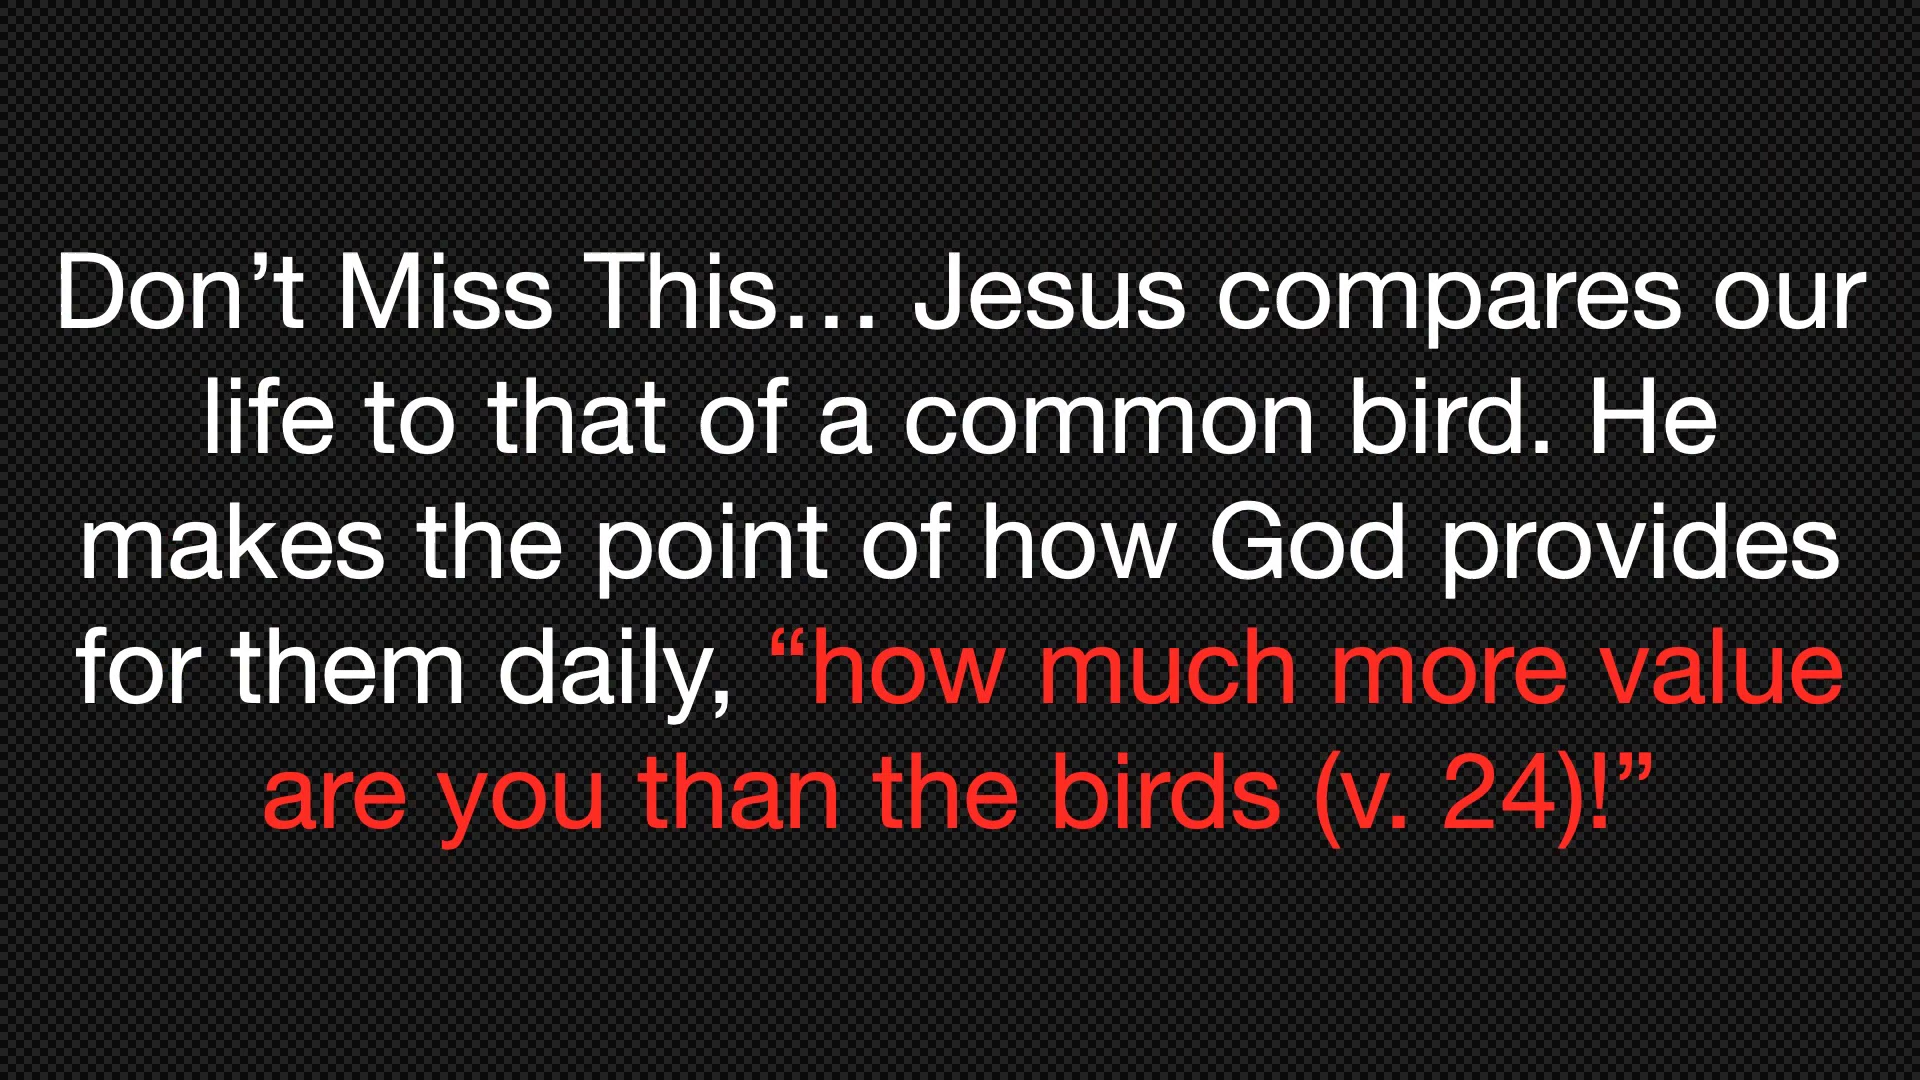 Don’t Miss This… Jesus compares our
life to that of a common bird. He
makes the point of how God provides
for them daily, “how much more value
are you than the birds (v. 24)!”